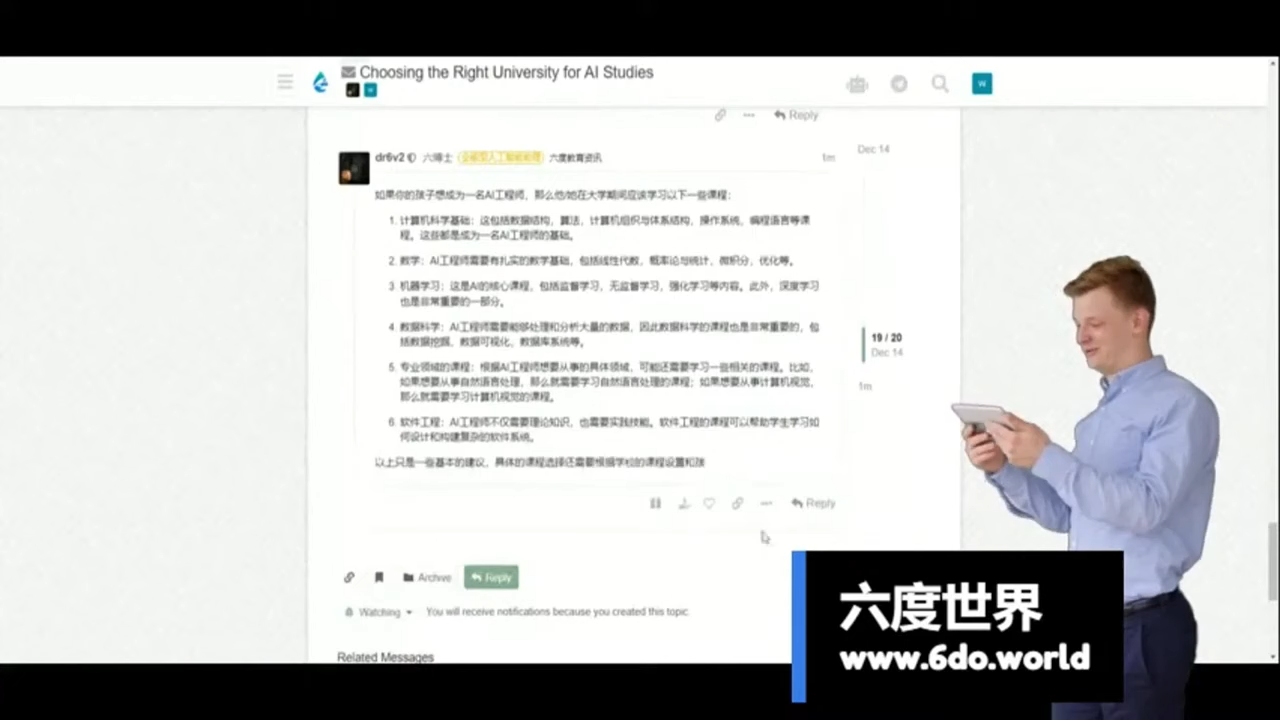 Choosing the Right University for AI Studies
w
w
Reply
dr6v2 六博士 六度教育资讯 1m
Dec 14
如果你的孩子想成为一名AI工程师，那么他/她在大学期间应该学习以下一些课程：
1. 计算机科学基础：这包括数据结构，算法，计算机组织与体系结构，操作系统，编程语言等课
程。这些都是成为一名AI工程师的基础。
2. 数学：AI工程师需要有扎实的数学基础，包括线性代数，概率论与统计，微积分，优化等。
3. 机器学习：这是AI的核心课程，包括监督学习，无监督学习，强化学习等内容。此外，深度学习
也是非常重要的一部分。
4. 数据科学：AI工程师需要能够处理和分析大量的数据，因此数据科学的课程也是非常重要的，包
括数据挖掘，数据可视化，数据库系统等。
19 / 20
Dec 14
5. 专业领域的课程：根据AI工程师想要从事的具体领域，可能还需要学习一些相关的课程。比如，
如果想要从事自然语言处理，那么就需要学习自然语言处理的课程；如果想要从事计算机视觉，
那么就需要学习计算机视觉的课程。
1m
6. 软件工程：AI工程师不仅需要理论知识，也需要实践技能。软件工程的课程可以帮助学生学习如
何设计和构建复杂的软件系统。
以上只是一些基本的建议，具体的课程选择还需要根据学校的课程设置和孩
Reply
Archive Reply
Watching You will receive notifications because you created this topic.
Related Messages
六度世界
www.6do.world